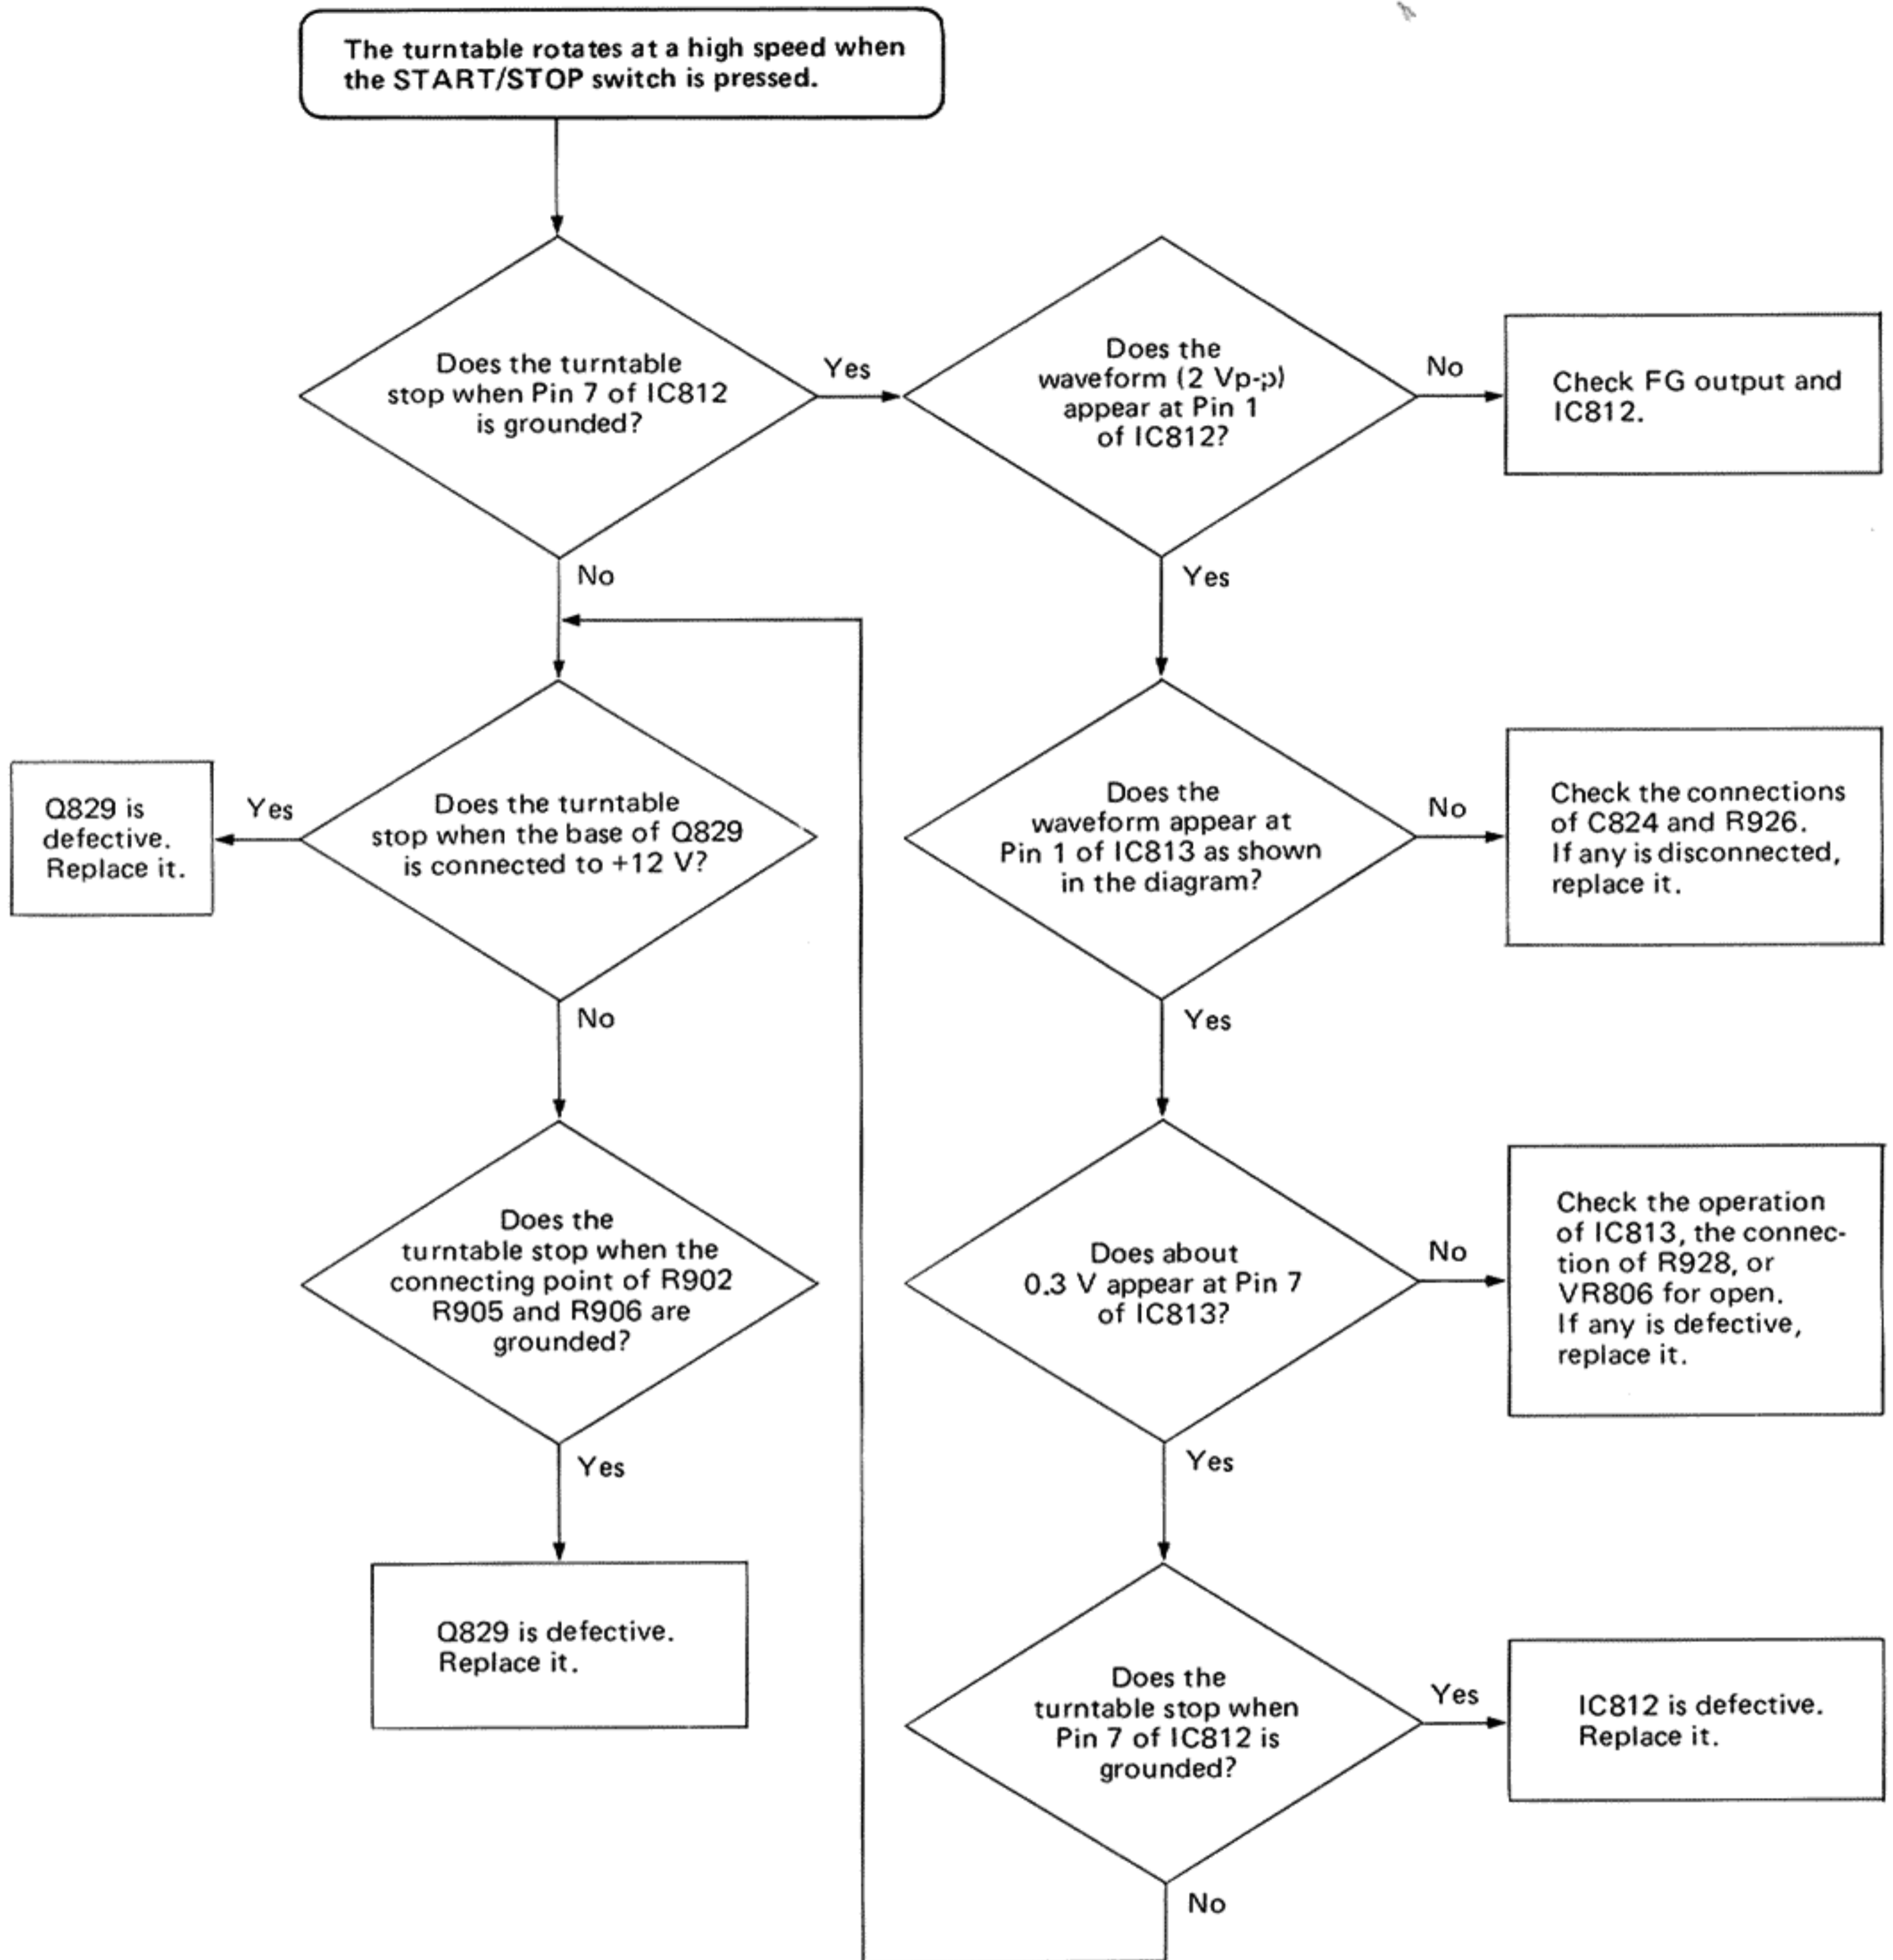 The turntable rotates at a high speed when
the START/STOP switch is pressed.
Does the turntable
stop when Pin 7 of IC812
is grounded?
Yes
Does the
waveform (2 Vp-p)
appear at Pin 1
of IC812?
No
Check FG output and
IC812.
No
Yes
Q829 is
defective.
Replace it.
Yes
Does the turntable
stop when the base of Q829
is connected to +12 V?
Does the
waveform appear at
Pin 1 of IC813 as shown
in the diagram?
No
Check the connections
of C824 and R926.
If any is disconnected,
replace it.
No
Yes
Does the
turntable stop when the
connecting point of R902
R905 and R906 are
grounded?
Does about
0.3 V appear at Pin 7
of IC813?
No
Check the operation
of IC813, the connec-
tion of R928, or
VR806 for open.
If any is defective,
replace it.
Yes
Yes
Q829 is defective.
Replace it.
Does the
turntable stop when
Pin 7 of IC812 is
grounded?
Yes
IC812 is defective.
Replace it.
No